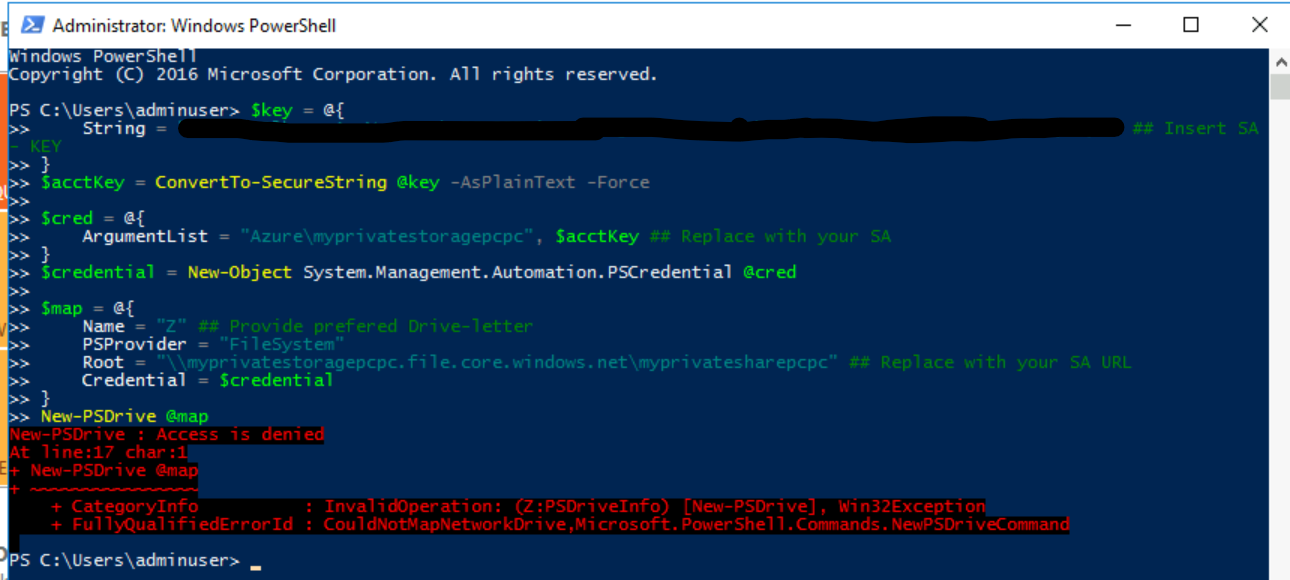 Administrator: Windows PowerShell
Windows PowerShell
Copyright (C) 2016 Microsoft Corporation. All rights reserved.
PS C:\Users\adminuser> $key = @{
>>     String = ## Insert SA
- KEY
>> }
>> $acctKey = ConvertTo-SecureString @key -AsPlainText -Force
>>
>> $cred = @{
>>     ArgumentList = "Azure\myprivatestoragepcpc", $acctKey ## Replace with your SA
>> }
>> $credential = New-Object System.Management.Automation.PSCredential @cred
>>
>> $map = @{
>>     Name = "Z" ## Provide prefered Drive-letter
>>     PSProvider = "FileSystem"
>>     Root = "\\myprivatestoragepcpc.file.core.windows.net\myprivatesharepcpc" ## Replace with your SA URL
>>     Credential = $credential
>> }
>> New-PSDrive @map
New-PSDrive : Access is denied
At line:17 char:1
+ New-PSDrive @map
+ ~~~~~~~~~~~~~~~~
    + CategoryInfo          : InvalidOperation: (Z:PSDriveInfo) [New-PSDrive], Win32Exception
    + FullyQualifiedErrorId : CouldNotMapNetworkDrive,Microsoft.PowerShell.Commands.NewPSDriveCommand
PS C:\Users\adminuser> _